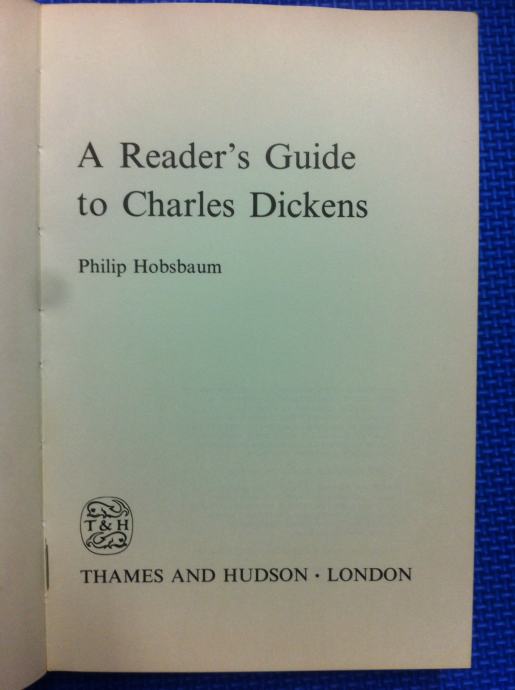 A Reader's Guide
to Charles Dickens
Philip Hobsbaum
T & H
THAMES AND HUDSON · LONDON